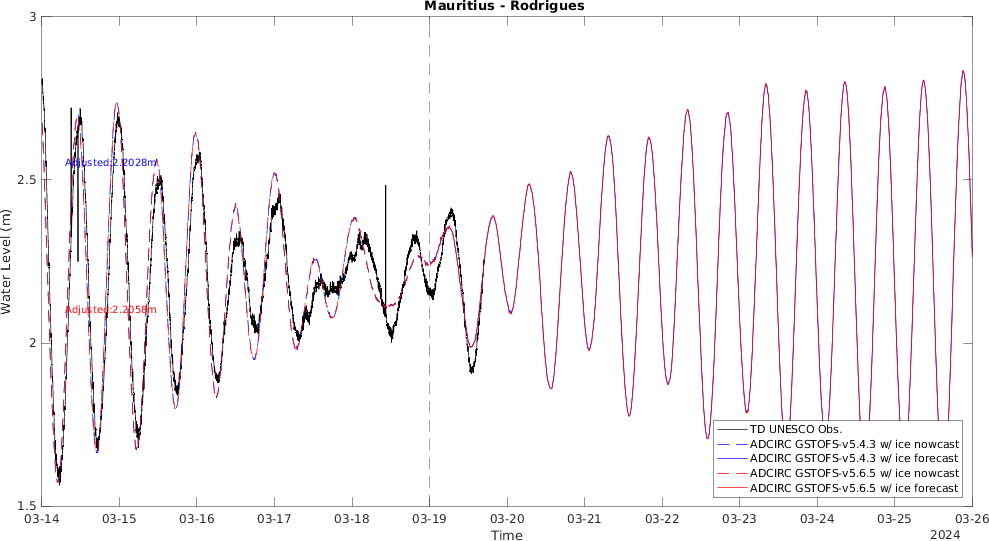 Mauritius - Rodrigues
3
2.5
2
1.5
Water Level (m)
Adjusted:2.2028m
Adjusted:2.2058m
TD UNESCO Obs.
ADCIRC GSTOFS-v5.4.3 w/ ice nowcast
ADCIRC GSTOFS-v5.4.3 w/ ice forecast
ADCIRC GSTOFS-v5.6.5 w/ ice nowcast
ADCIRC GSTOFS-v5.6.5 w/ ice forecast
03-14 03-15 03-16 03-17 03-18 03-19 03-20 03-21 03-22 03-23 03-24 03-25 03-26
Time
2024